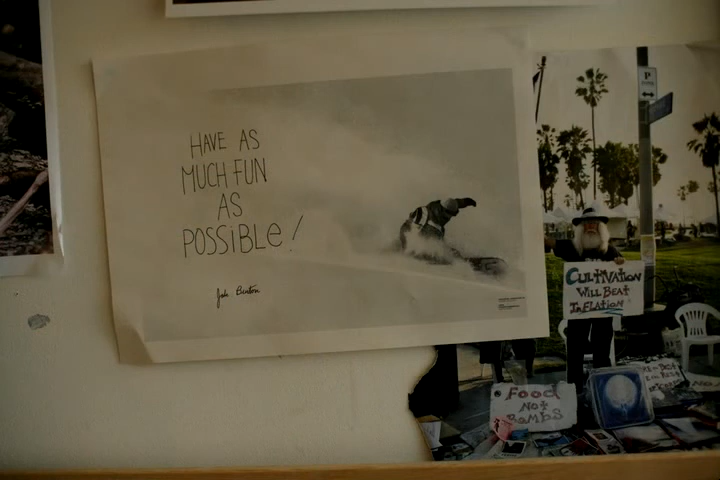 HAVE AS
MUCH FUN
AS
POSSIBLE!
P
CULTIVATION
WILL BEAT
INFLATION
FOOD
NOT
BOMBS